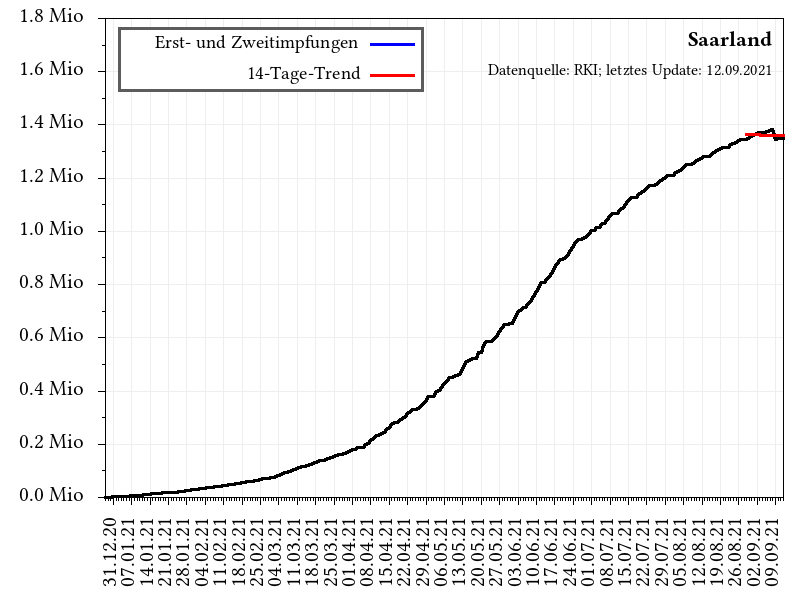 Saarland
Datenquelle: RKI; letztes Update: 12.09.2021
Erst- und Zweitimpfungen
14-Tage-Trend
1.8 Mio
1.6 Mio
1.4 Mio
1.2 Mio
1.0 Mio
0.8 Mio
0.6 Mio
0.4 Mio
0.2 Mio
0.0 Mio
31.12.20
07.01.21
14.01.21
21.01.21
28.01.21
04.02.21
11.02.21
18.02.21
25.02.21
04.03.21
11.03.21
18.03.21
25.03.21
01.04.21
08.04.21
15.04.21
22.04.21
29.04.21
06.05.21
13.05.21
20.05.21
27.05.21
03.06.21
10.06.21
17.06.21
24.06.21
01.07.21
08.07.21
15.07.21
22.07.21
29.07.21
05.08.21
12.08.21
19.08.21
26.08.21
02.09.21
09.09.21